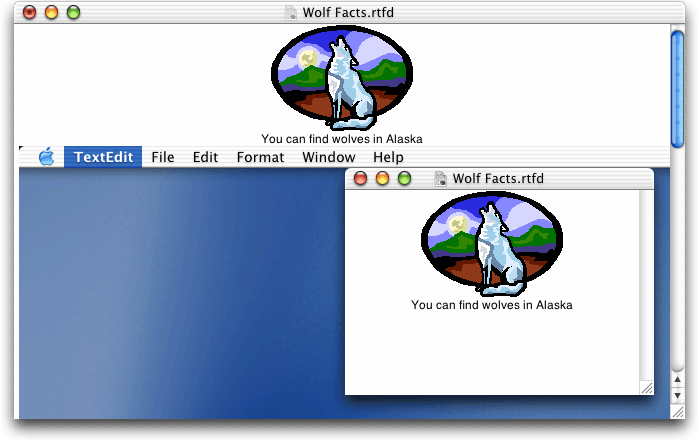 Wolf Facts.rtfd
You can find wolves in Alaska
TextEdit File Edit Format Window Help
Wolf Facts.rtfd
You can find wolves in Alaska